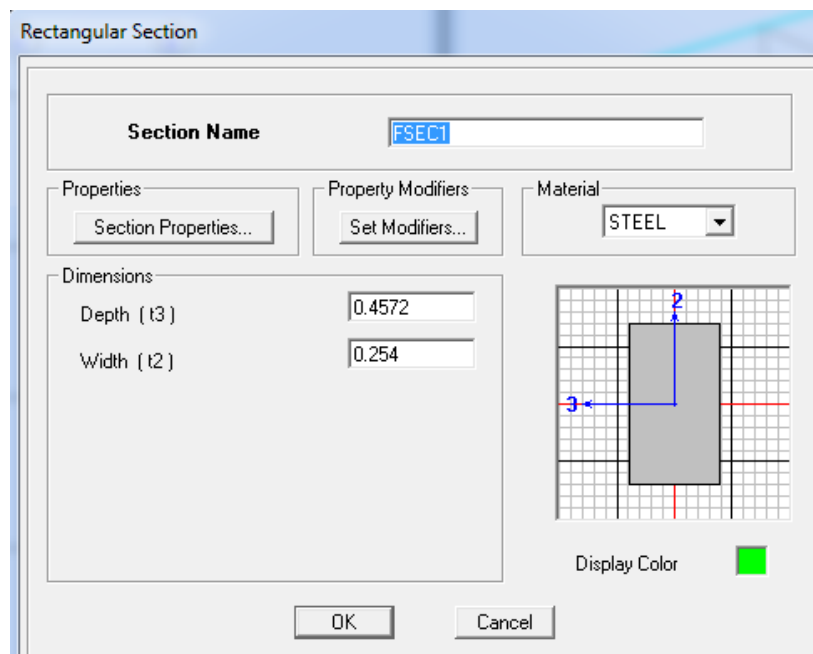 Rectangular Section
Section Name FSEC1
Properties Property Modifiers Material
Section Properties... Set Modifiers... STEEL
Dimensions
Depth ( t3 ) 0.4572
Width ( t2 ) 0.254
2
3
Display Color
OK Cancel